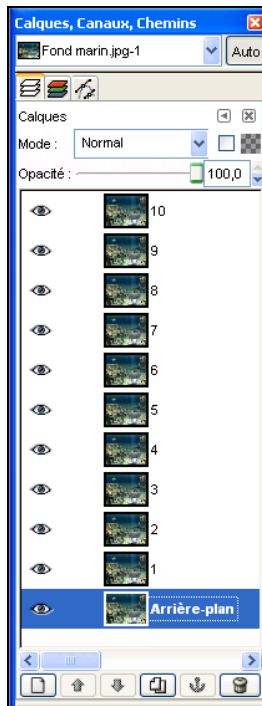 Calques, Canaux, Chemins
Fond marin.jpg-1
Auto
Calques
Mode :
Normal
Opacité :
100,0
10
9
8
7
6
5
4
3
2
1
Arrière-plan